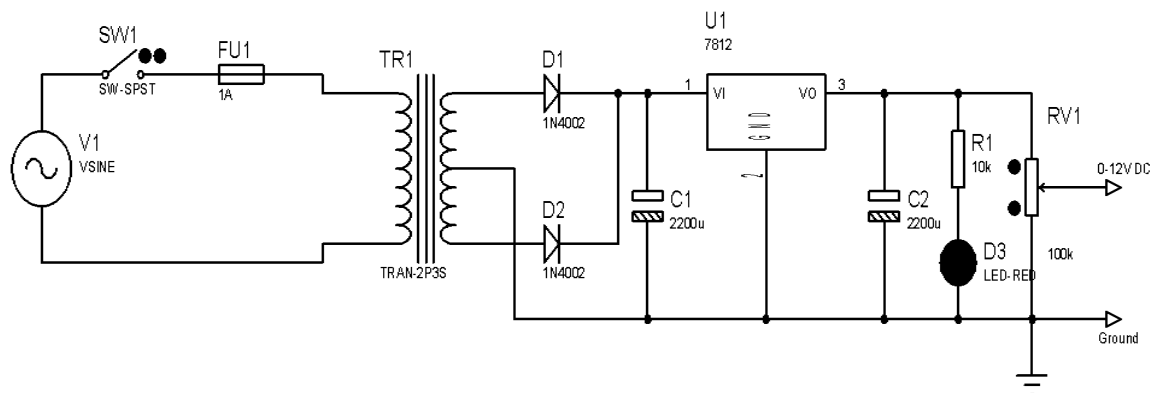 SW1
SW-SPST
FU1
1A
V1
VSINE
TR1
TRAN-2P3S
D1
1N4002
D2
1N4002
C1
2200u
U1
7812
1
VI
VO
3
GND
2
C2
2200u
R1
10k
D3
LED-RED
RV1
100k
0-12V DC
Ground